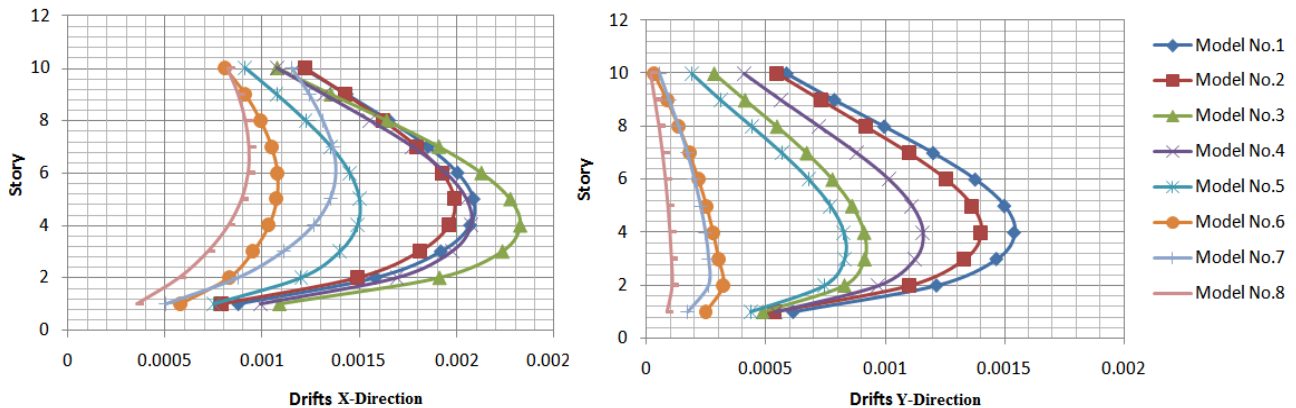 12
10
8
6
4
2
0
Story
0 0.0005 0.001 0.0015 0.002 0.002
Drifts X-Direction
12
10
8
6
4
2
0
Story
0 0.0005 0.001 0.0015 0.002
Drifts Y-Direction
Model No.1
Model No.2
Model No.3
Model No.4
Model No.5
Model No.6
Model No.7
Model No.8